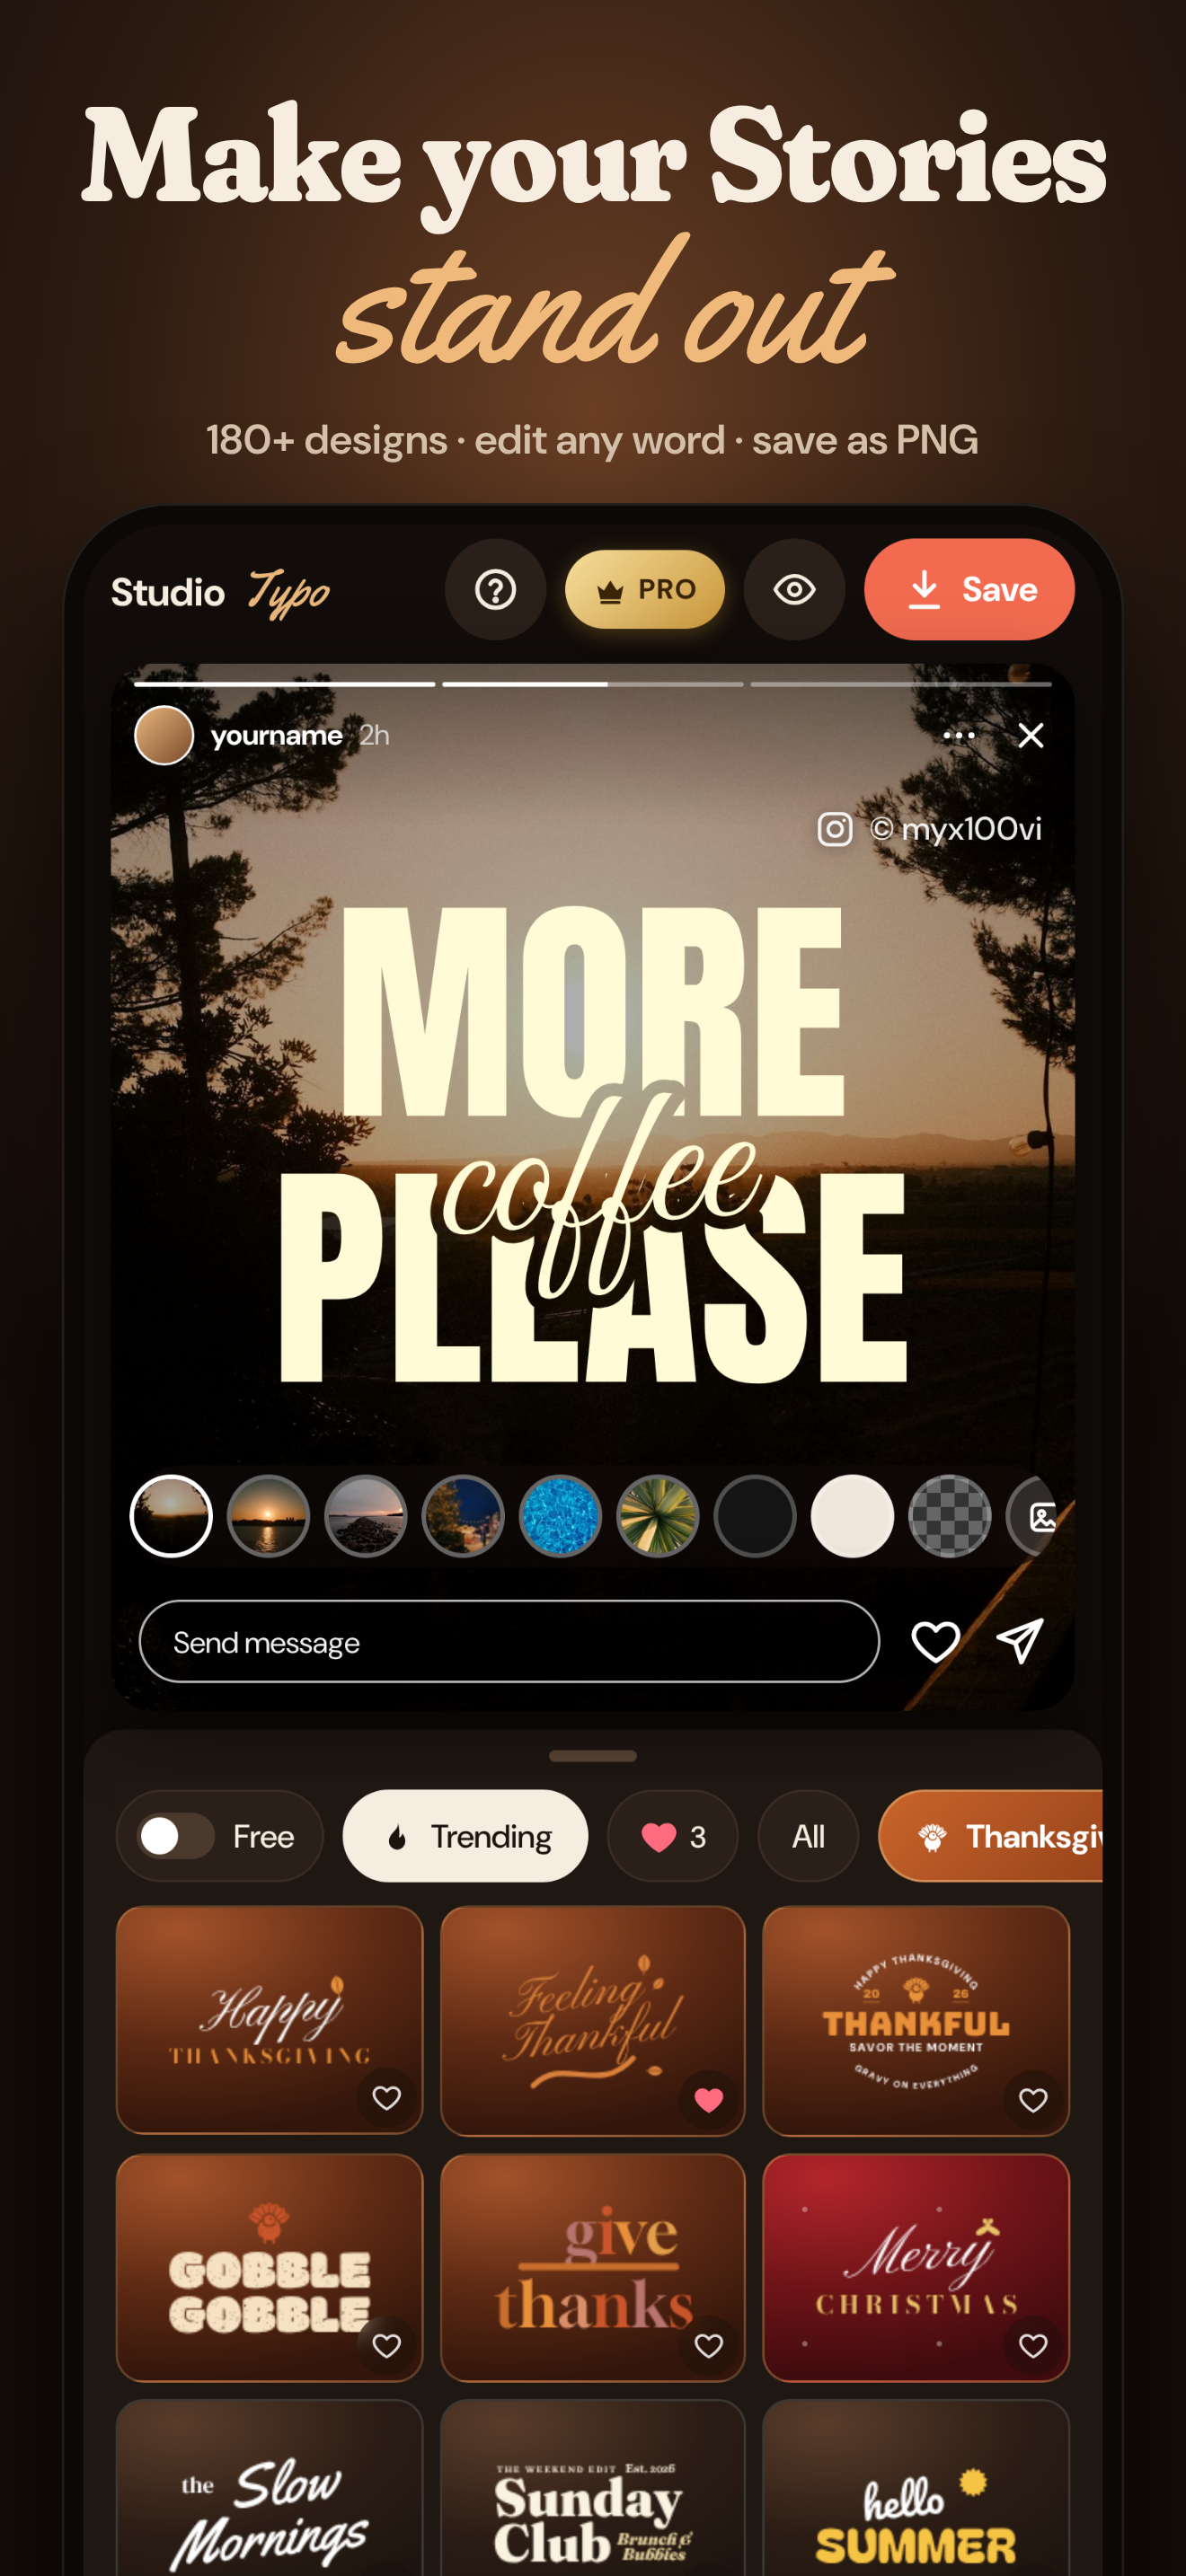 Make your Stories
stand out
180+ designs · edit any word · save as PNG
Studio Typo
PRO
Save
yourname 2h
© myx100vi
MORE
coffee
PLEASE
Send message
Free
Trending
3
All
Thanksgiv
Happy
THANKSGIVING
Feeling
Thankful
HAPPY THANKSGIVING
20 26
THANKFUL
SAVOR THE MOMENT
GRAVY ON EVERYTHING
GOBBLE
GOBBLE
give
thanks
Merry
CHRISTMAS
the Slow
Mornings
THE WEEKEND EDIT Est. 2026
Sunday
Club Brunch &
Bubbles
hello
SUMMER